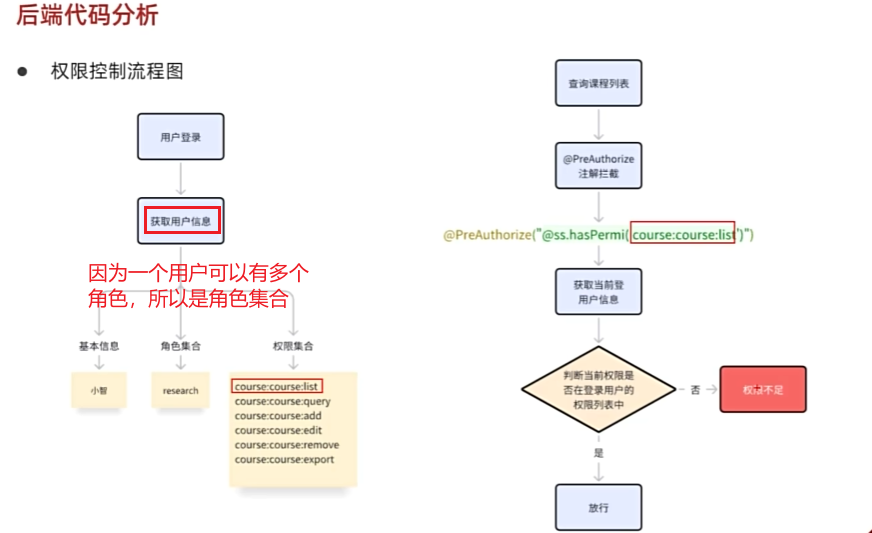 后端代码分析
● 权限控制流程图
用户登录
获取用户信息
因为一个用户可以有多个
角色，所以是角色集合
基本信息
角色集合
权限集合
小智
research
course:course:list
course:course:query
course:course:add
course:course:edit
course:course:remove
course:course:export
查询课程列表
@PreAuthorize
注解拦截
@PreAuthorize("@ss.hasPermi('course:course:list')")
获取当前登
用户信息
判断当前权限是
否在登录用户的
权限列表中
否
权限不足
是
放行